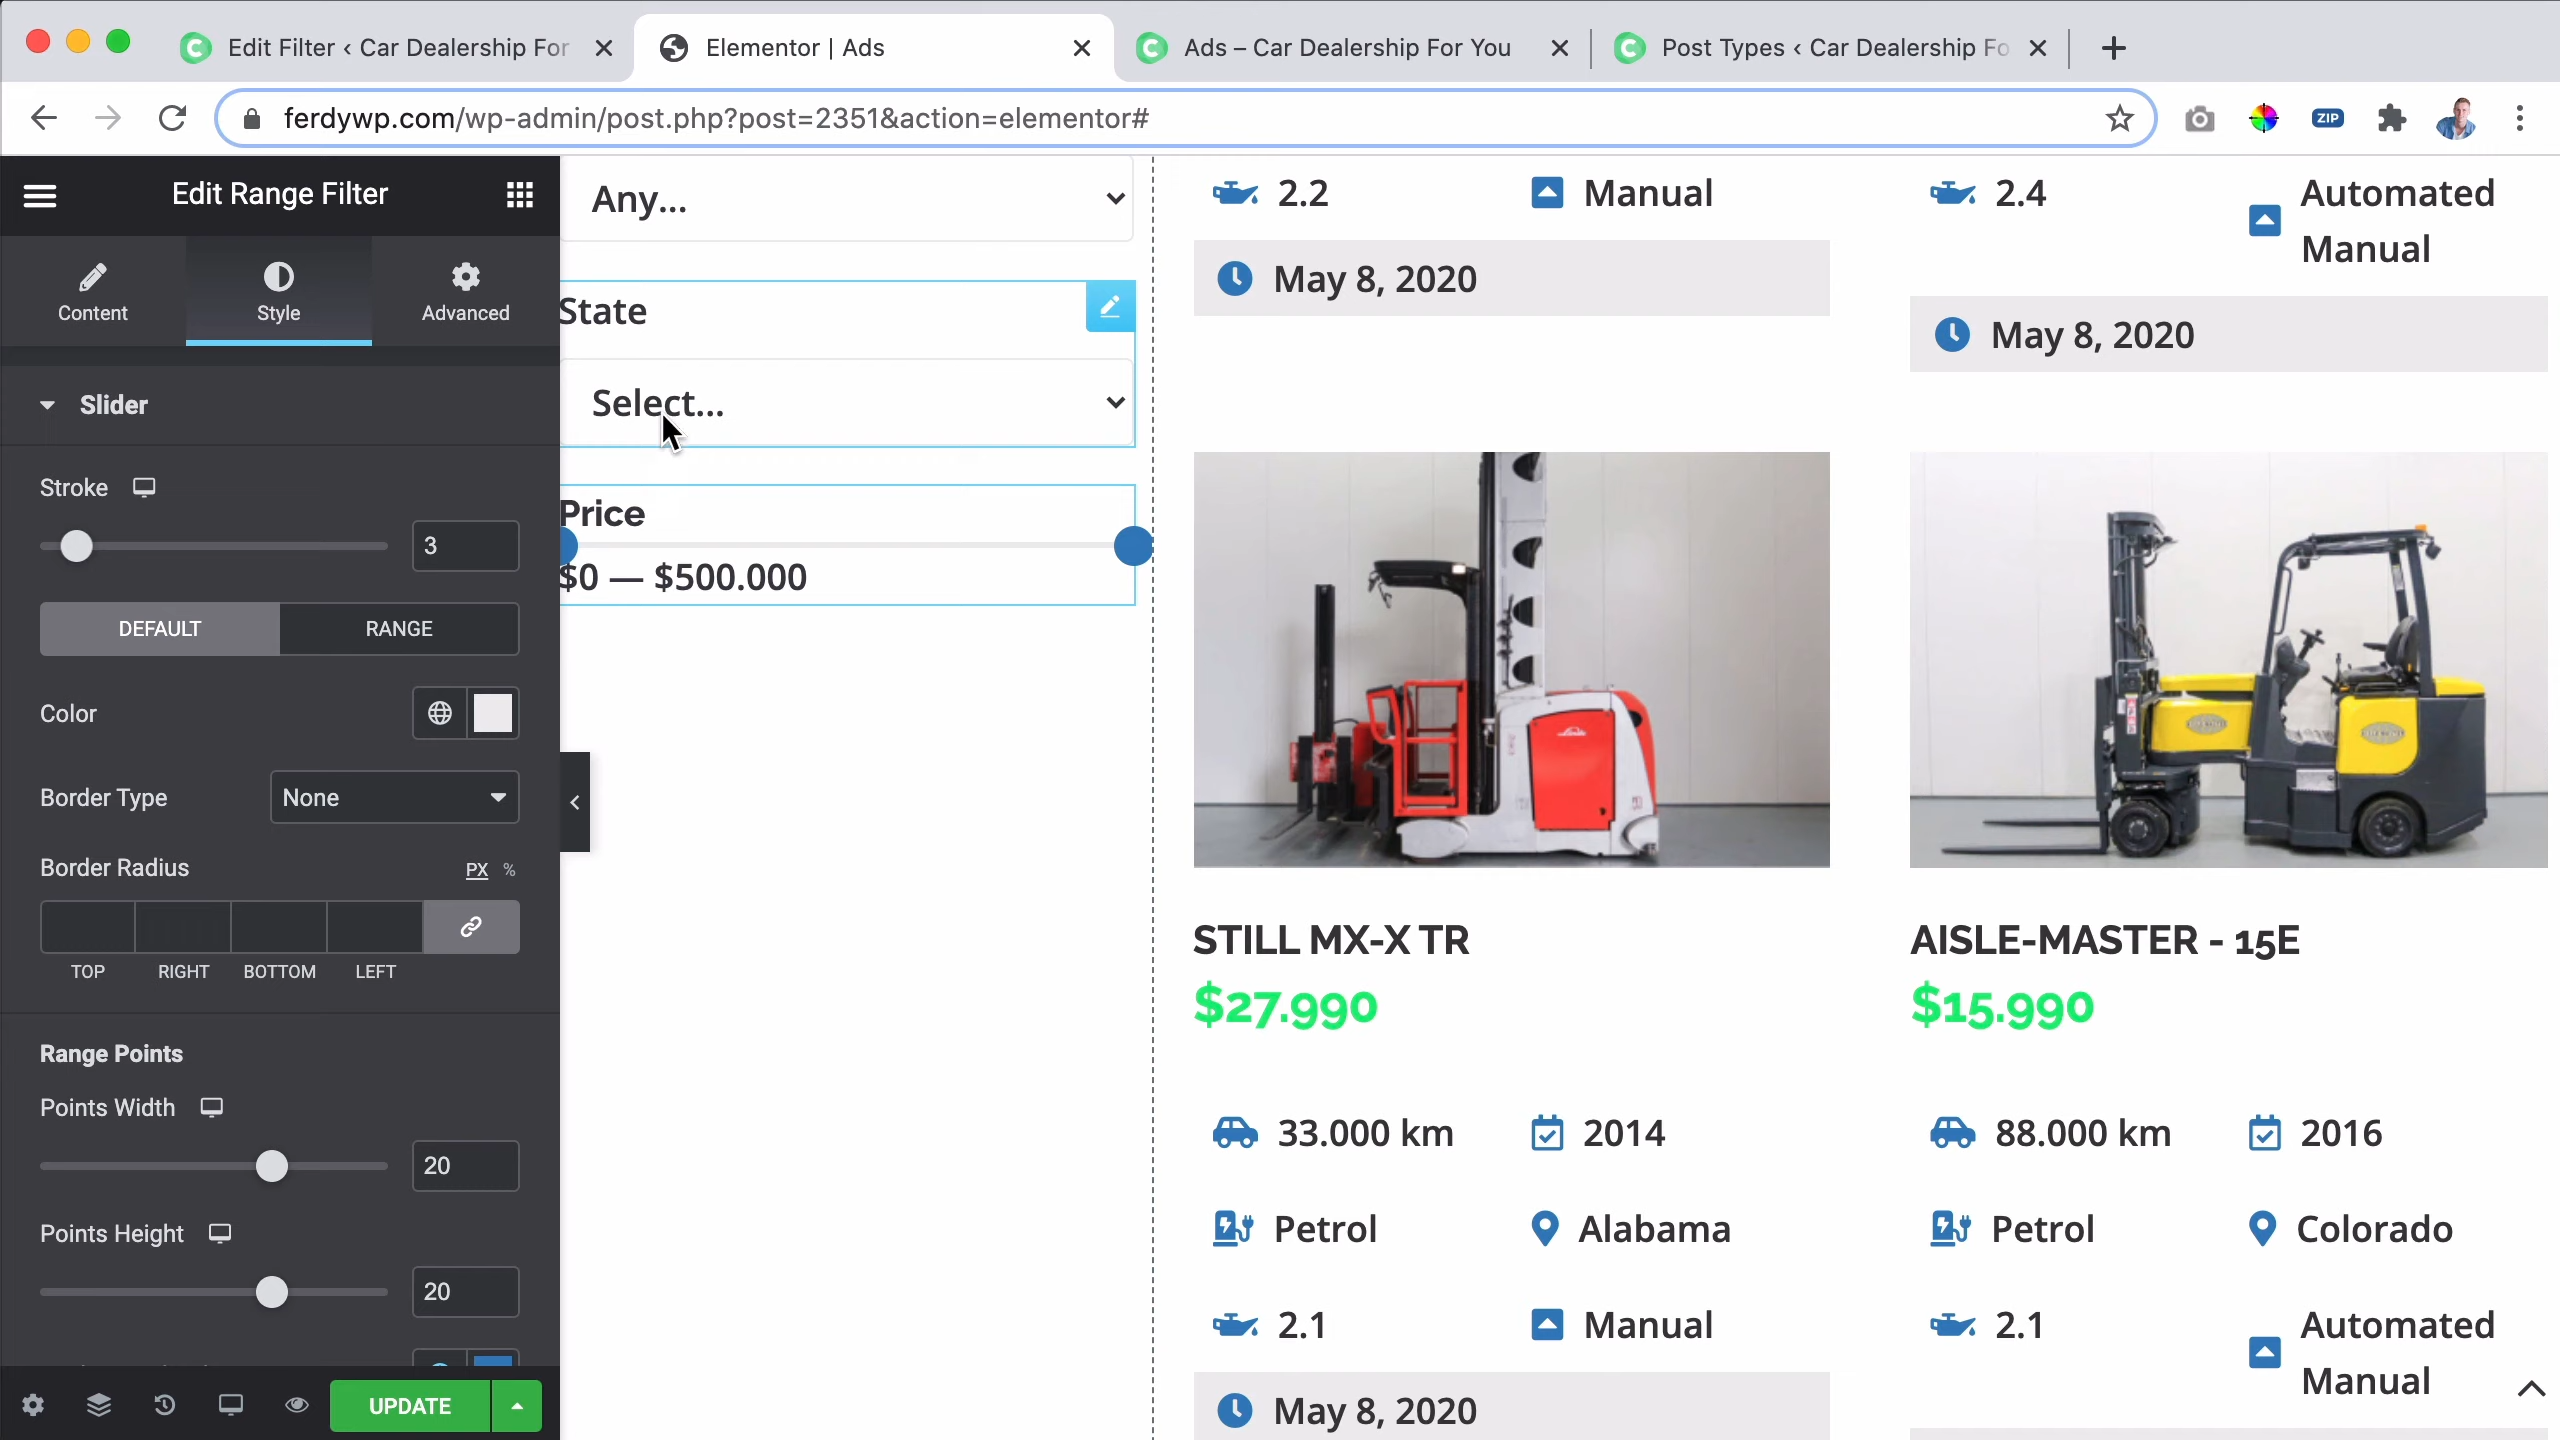 Edit Filter ‹ Car Dealership For
Elementor | Ads
Ads – Car Dealership For You
Post Types ‹ Car Dealership Fo
ferdywp.com/wp-admin/post.php?post=2351&action=elementor#
ZIP
Edit Range Filter
Content
Style
Advanced
Slider
Stroke
3
DEFAULT
RANGE
Color
Border Type
None
Border Radius
PX
%
TOP
RIGHT
BOTTOM
LEFT
Range Points
Points Width
20
Points Height
20
UPDATE
Any...
State
Select...
Price
$0 — $500.000
2.2
Manual
May 8, 2020
STILL MX-X TR
$27.990
33.000 km
2014
Petrol
Alabama
2.1
Manual
May 8, 2020
2.4
Automated
Manual
May 8, 2020
AISLE-MASTER - 15E
$15.990
88.000 km
2016
Petrol
Colorado
2.1
Automated
Manual